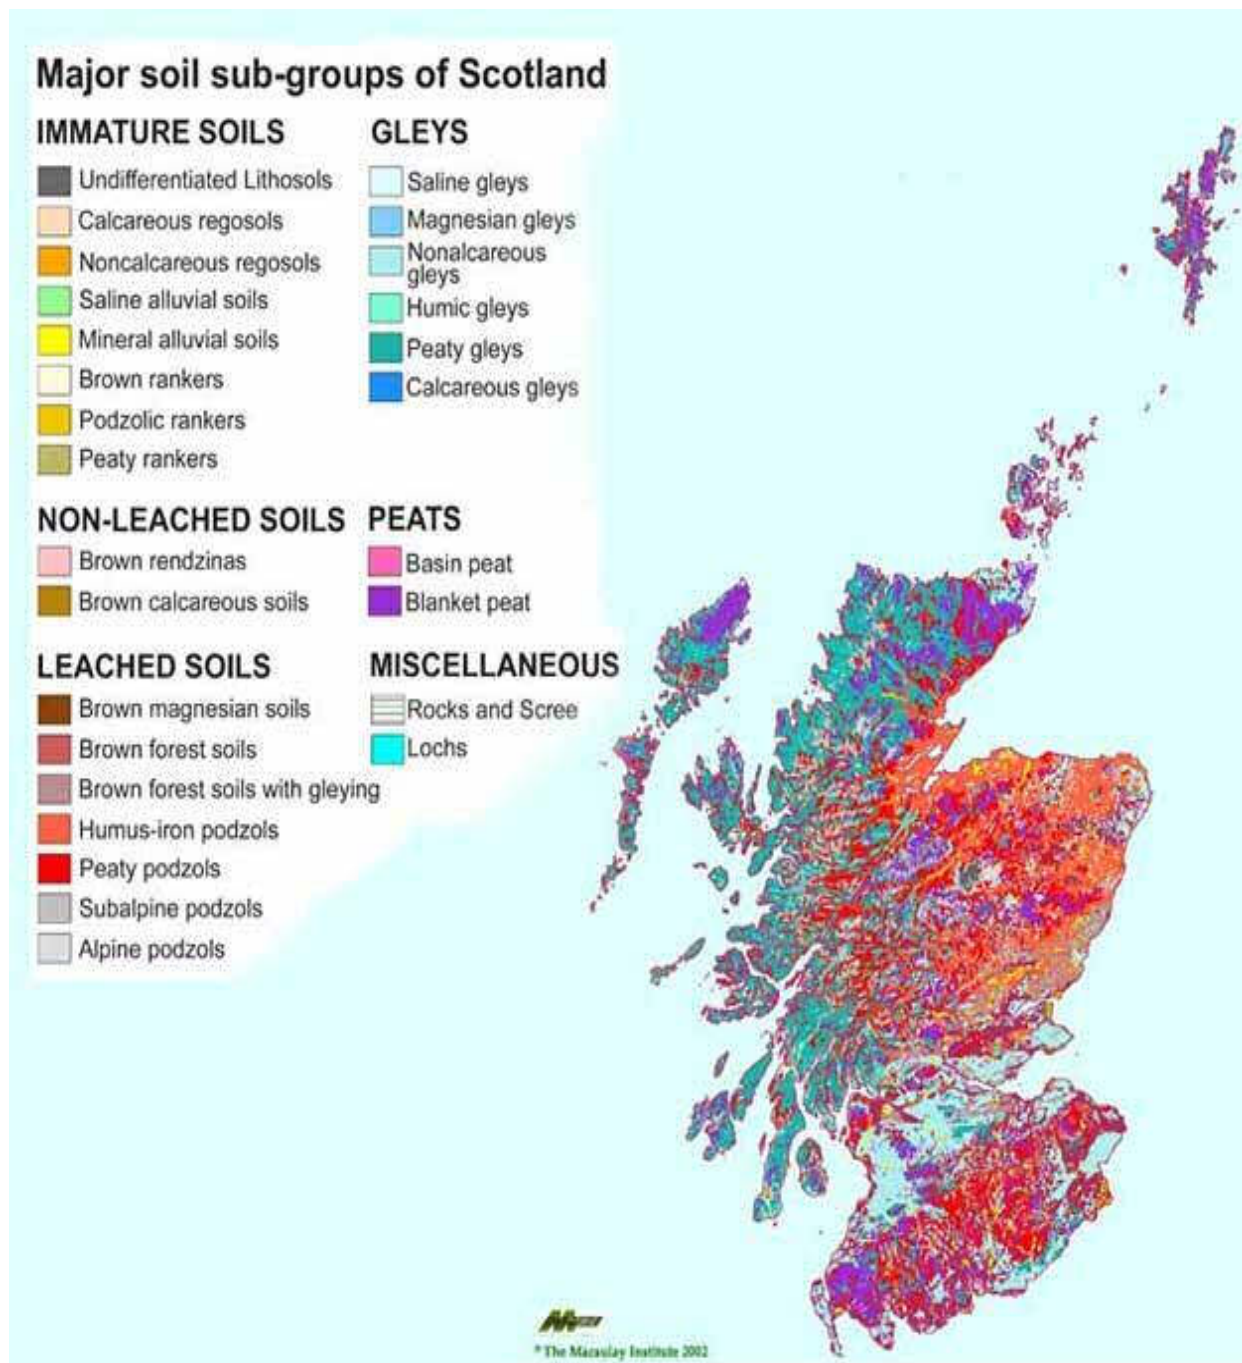 Major soil sub-groups of Scotland
IMMATURE SOILS
Undifferentiated Lithosols
Calcareous regosols
Noncalcareous regosols
Saline alluvial soils
Mineral alluvial soils
Brown rankers
Podzolic rankers
Peaty rankers
GLEYS
Saline gleys
Magnesian gleys
Nonalcareous
gleys
Humic gleys
Peaty gleys
Calcareous gleys
NON-LEACHED SOILS
Brown rendzinas
Brown calcareous soils
PEATS
Basin peat
Blanket peat
LEACHED SOILS
Brown magnesian soils
Brown forest soils
Brown forest soils with gleying
Humus-iron podzols
Peaty podzols
Subalpine podzols
Alpine podzols
MISCELLANEOUS
Rocks and Scree
Lochs
© The Macaulay Institute 2002